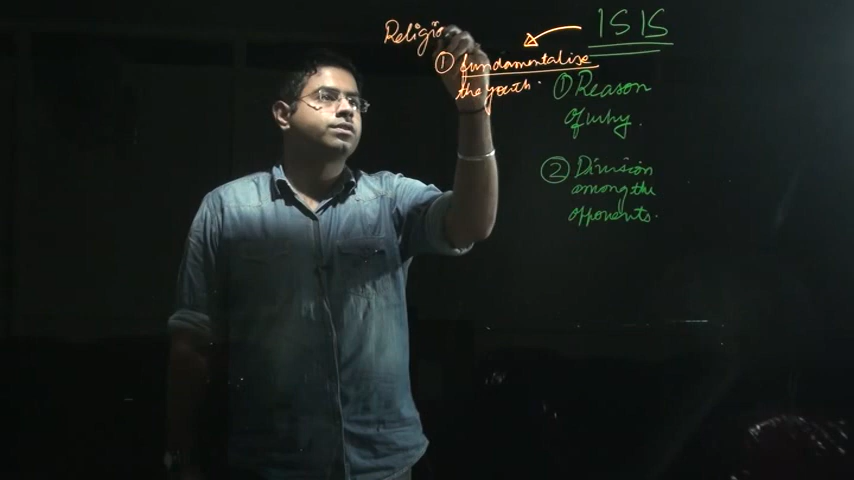 Religio
ISIS
① fundamentalise
the youth.
① Reason
of why.
② Division
among the
opponents.